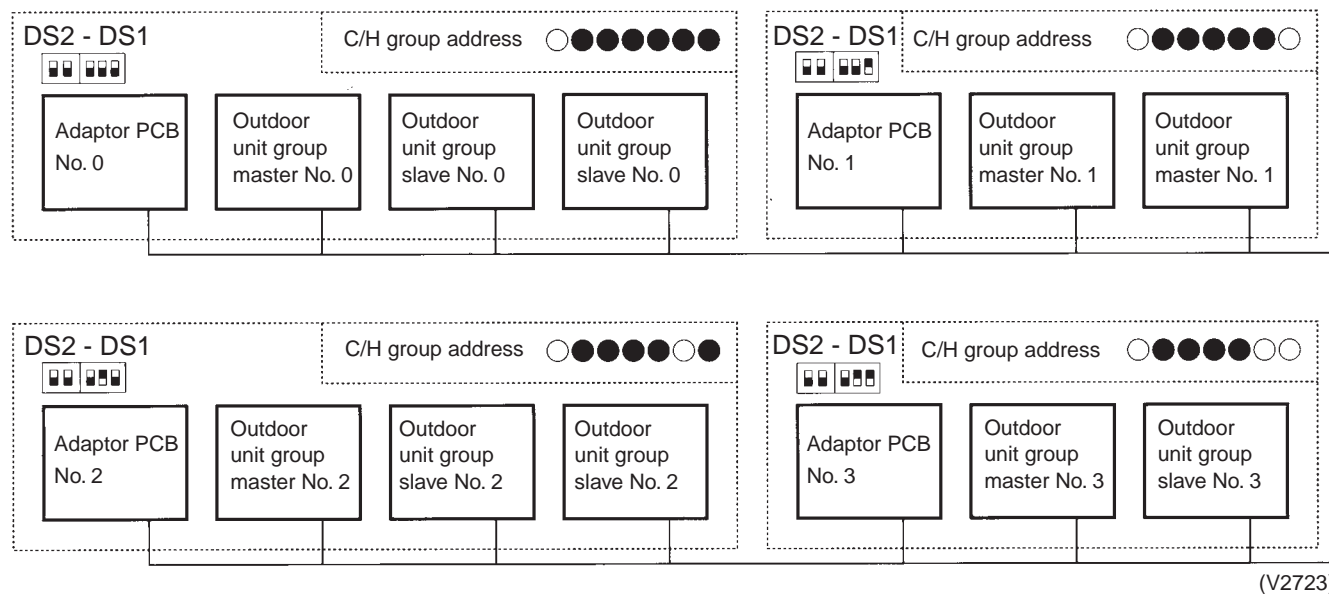 DS2 - DS1
C/H group address
Adaptor PCB
No. 0
Outdoor
unit group
master No. 0
Outdoor
unit group
slave No. 0
Outdoor
unit group
slave No. 0
DS2 - DS1
C/H group address
Adaptor PCB
No. 1
Outdoor
unit group
master No. 1
Outdoor
unit group
master No. 1
DS2 - DS1
C/H group address
Adaptor PCB
No. 2
Outdoor
unit group
master No. 2
Outdoor
unit group
slave No. 2
Outdoor
unit group
slave No. 2
DS2 - DS1
C/H group address
Adaptor PCB
No. 3
Outdoor
unit group
master No. 3
Outdoor
unit group
slave No. 3
(V2723)